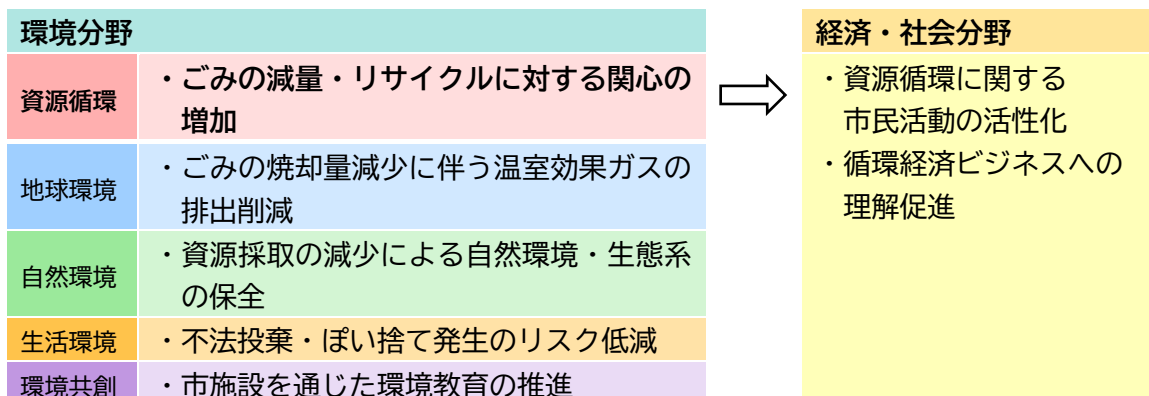 環境分野
資源循環
・ごみの減量・リサイクルに対する関心の
増加
地球環境
・ごみの焼却量減少に伴う温室効果ガスの
排出削減
自然環境
・資源採取の減少による自然環境・生態系
の保全
生活環境
・不法投棄・ぽい捨て発生のリスク低減
環境共創
・市施設を通じた環境教育の推進
経済・社会分野
・資源循環に関する
市民活動の活性化
・循環経済ビジネスへの
理解促進